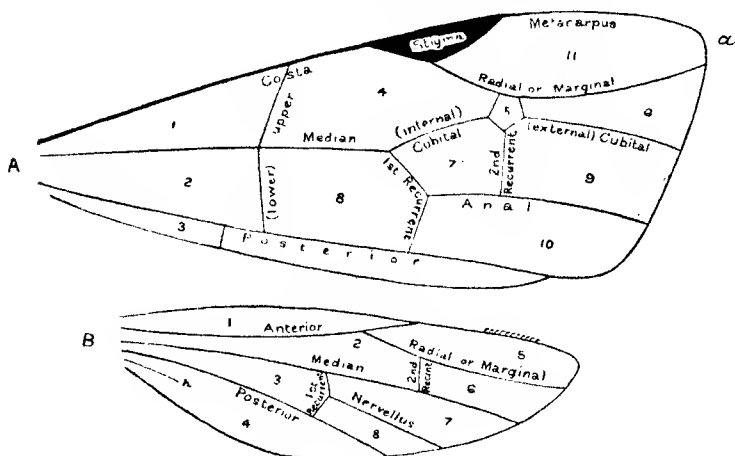 Stigma
Metacarpus
α
11
Costa
4
Radial or Marginal
1
upper
(internal)
5
6
Median
Cubital
(external) Cubital
A
7
2nd
Recurrent
2
(lower)
8
1st Recurrent
9
Anal
3
Posterior
10
1
Anterior
2
5
B
Radial or Marginal
Median
2nd
Recnt
3
1st
Recurrent
6
h
Posterior
Nervellus
7
4
8